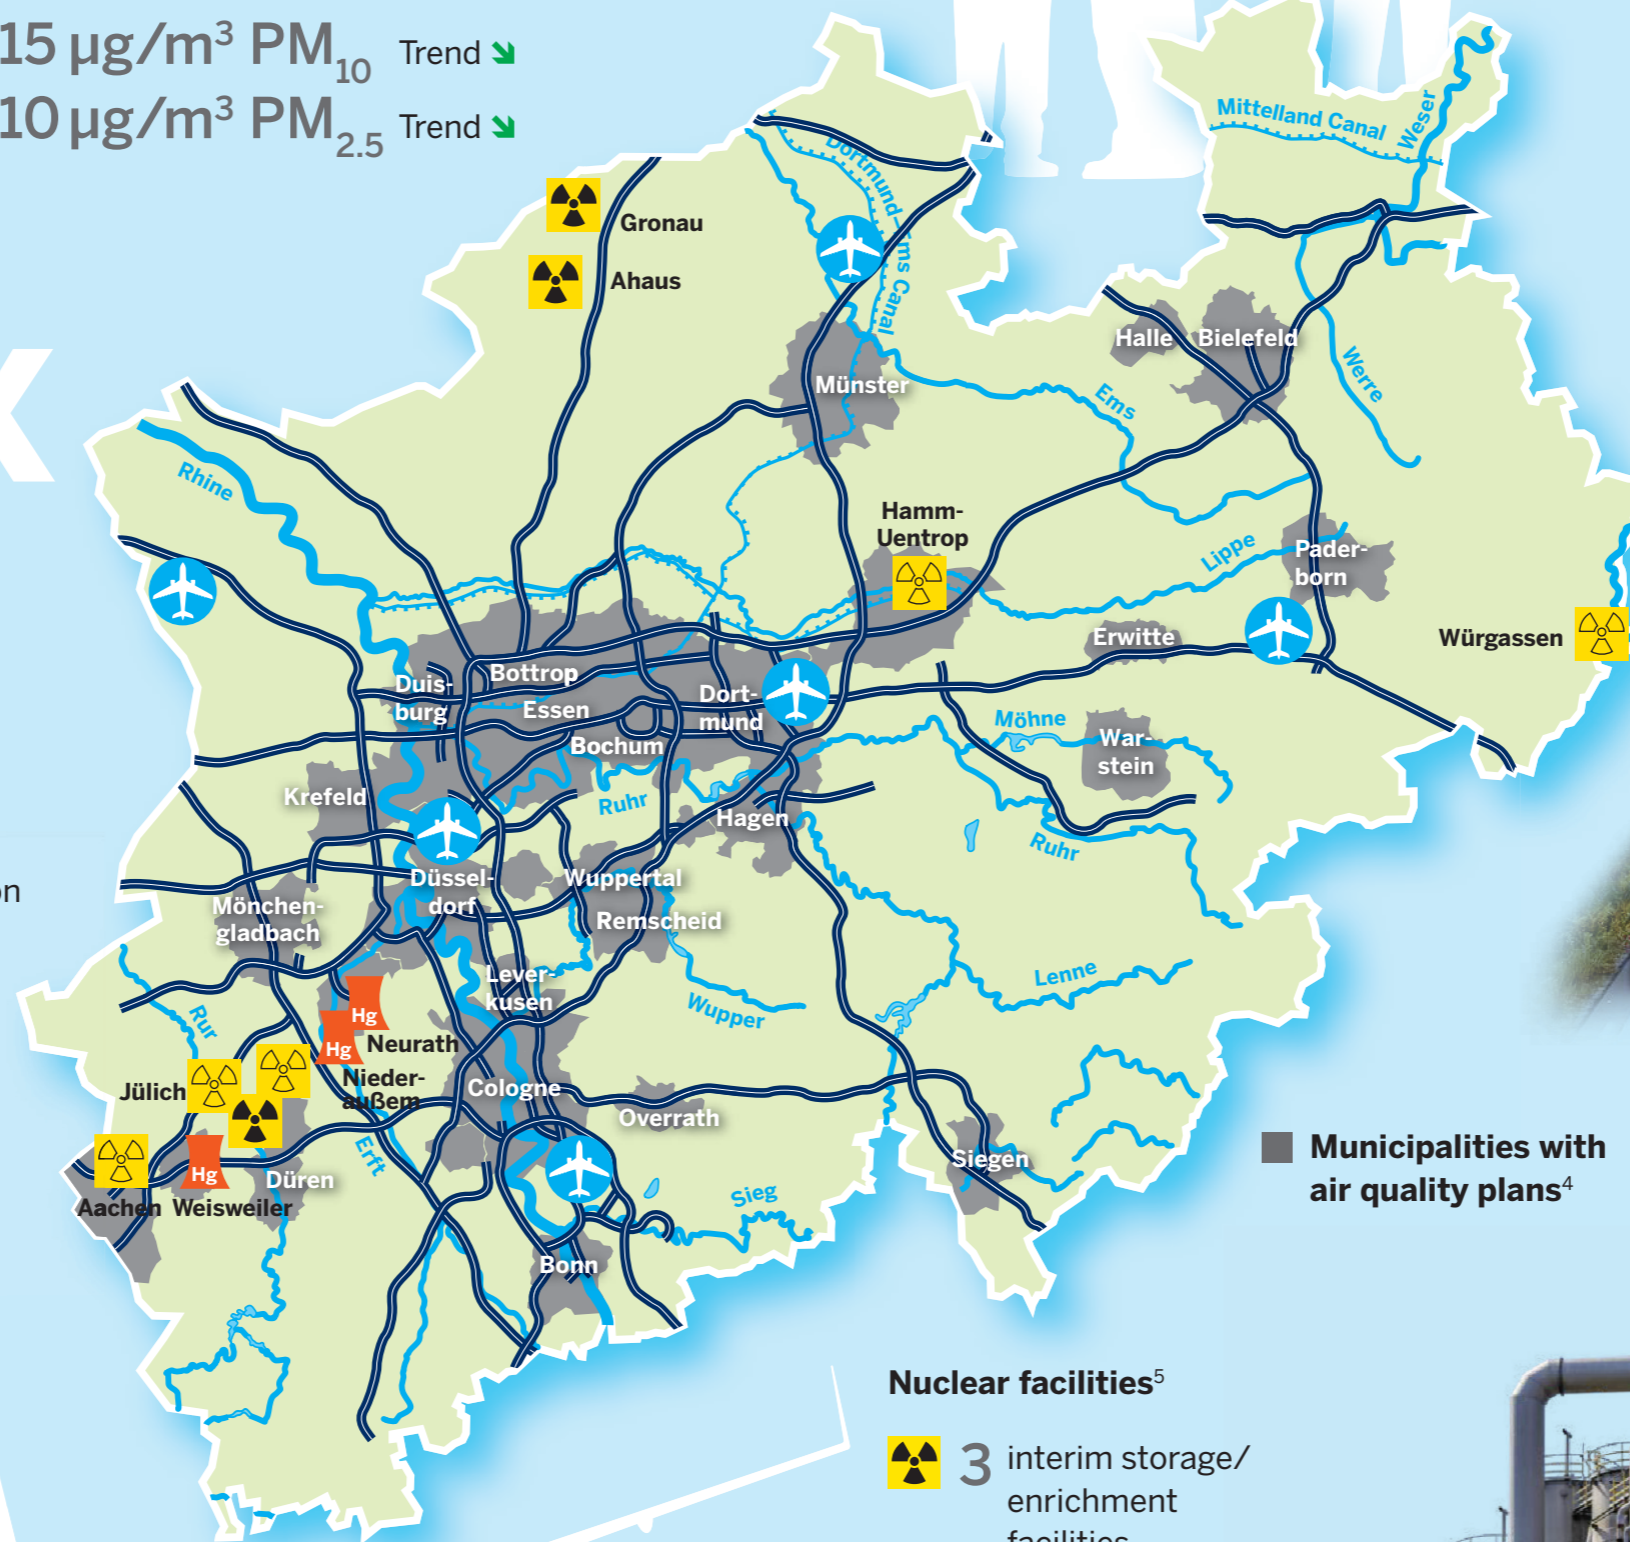 15 µg/m³ PM₁₀ Trend
10 µg/m³ PM₂.₅ Trend
Mittelland Canal
Weser
Dortmund-Ems Canal
Gronau
Ahaus
Halle
Bielefeld
Münster
Ems
Werre
Rhine
Hamm-
Uentrop
Lippe
Pader-
born
Erwitte
Würgassen
Duis-
burg
Bottrop
Essen
Bochum
Dort-
mund
Möhne
War-
stein
Krefeld
Ruhr
Hagen
Ruhr
Düssel-
dorf
Wuppertal
Remscheid
Mönchen-
gladbach
on
Lever-
kusen
Wupper
Lenne
Rur
Hg
Hg
Neurath
Nieder-
außem
Jülich
Cologne
Overrath
Erft
Hg
Düren
Aachen
Weisweiler
Siegen
Sieg
Bonn
Municipalities with
air quality plans⁴
Nuclear facilities⁵
3 interim storage/
enrichment
facilities